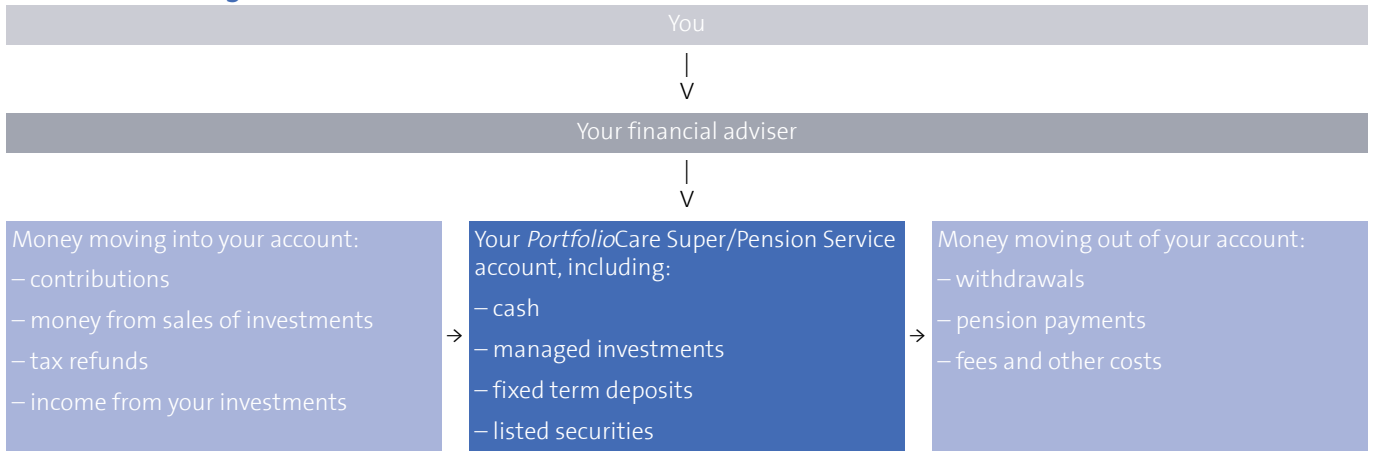 You
Your financial adviser
Money moving into your account:
– contributions
– money from sales of investments
– tax refunds
– income from your investments
Your PortfolioCare Super/Pension Service
account, including:
– cash
– managed investments
– fixed term deposits
– listed securities
Money moving out of your account:
– withdrawals
– pension payments
– fees and other costs